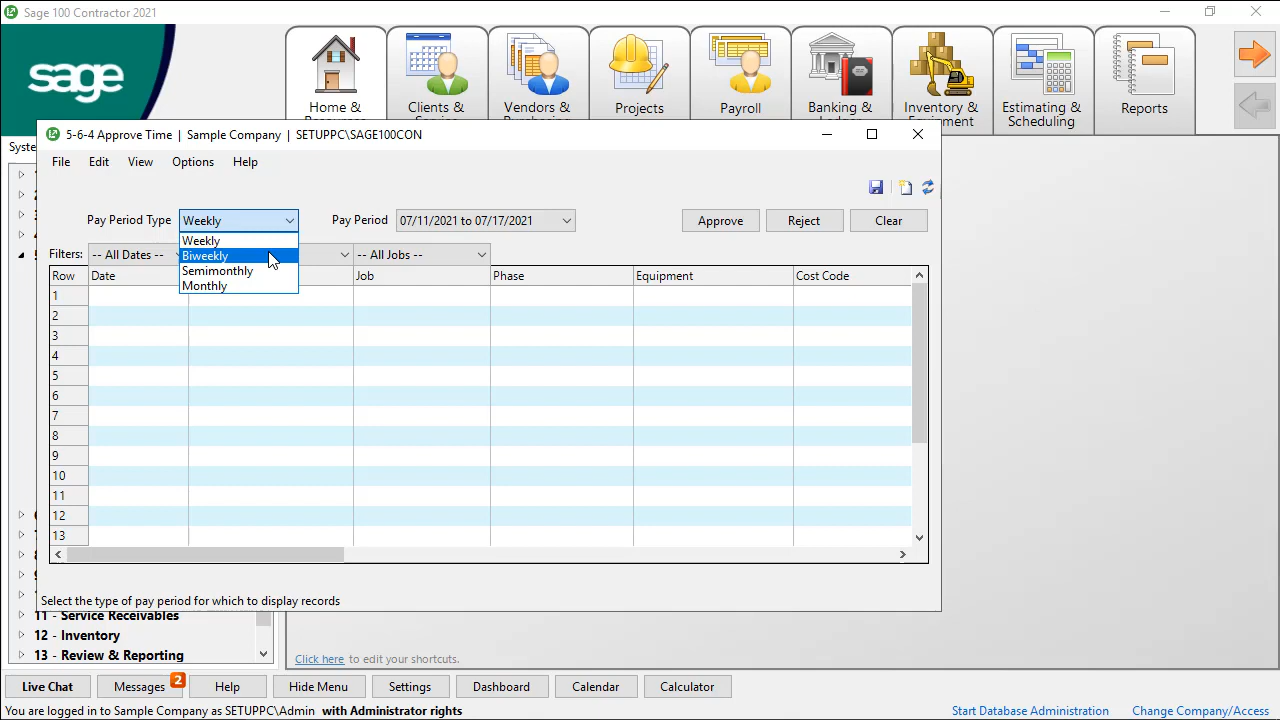 Sage 100 Contractor 2021
sage
Home &
Clients &
Vendors &
Projects
Payroll
Banking &
Inventory &
Equipment
Estimating &
Scheduling
Reports
5-6-4 Approve Time | Sample Company | SETUPPC\SAGE100CON
File Edit View Options Help
Pay Period Type Weekly Pay Period 07/11/2021 to 07/17/2021 Approve Reject Clear
Weekly
Biweekly
Semimonthly
Monthly
Filters: -- All Dates -- -- All Jobs --
Row Date Job Phase Equipment Cost Code
1
2
3
4
5
6
7
8
9
10
11
12
13
Select the type of pay period for which to display records
11 - Service Receivables
12 - Inventory
13 - Review & Reporting
Click here to edit your shortcuts.
Live Chat Messages 2 Help Hide Menu Settings Dashboard Calendar Calculator
You are logged in to Sample Company as SETUPPC\Admin with Administrator rights Start Database Administration Change Company/Access